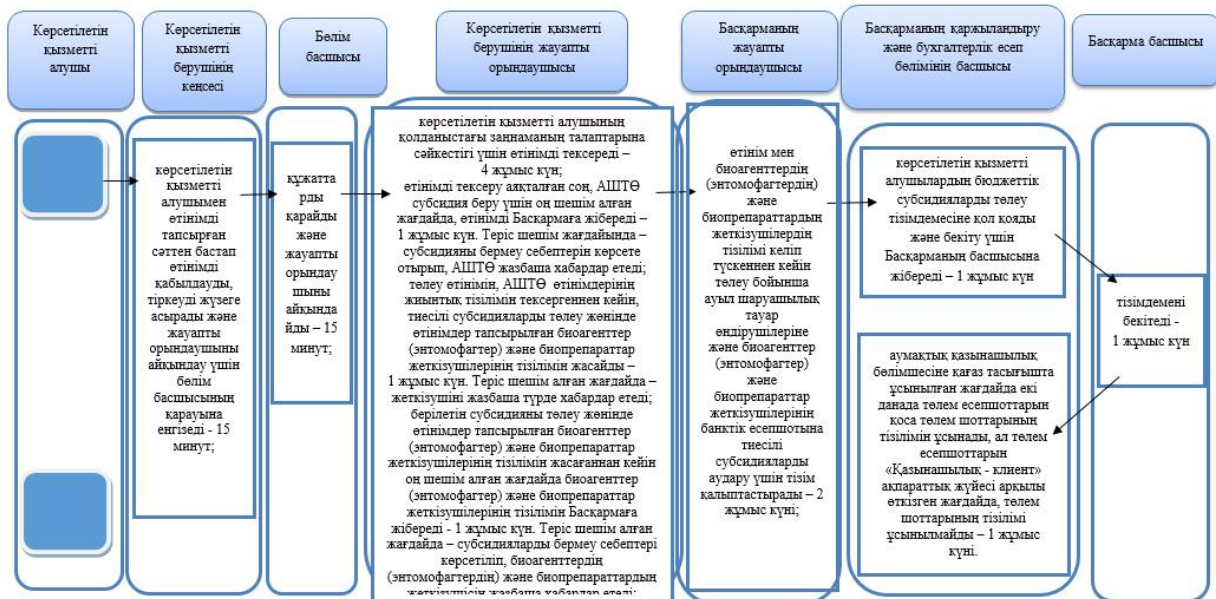 Көрсетілетін
қызметті
алушы
Көрсетілетін
қызметті
берушінің
кеңсесі
Бөлім
басшысы
Көрсетілетін қызметті
берушінің жауапты
орындаушысы
Басқарманың
жауапты
орындаушысы
Басқарманың қаржыландыру
және бухгалтерлік есеп
бөлімінің басшысы
Басқарма басшысы
көрсетілетін
қызметті
алушымен
өтінімді
тапсырған
сәттен бастап
өтінімді
қабылдауды,
тіркеуді жүзеге
асырады және
жауапты
орындаушыны
айқындау үшін
бөлім
басшысының
қарауына
енгізеді - 15
минут;
құжатта
рды
қарайды
және
жауапты
орындау
шыны
айқында
йды – 15
минут;
көрсетілетін қызметті алушының
қолданыстағы заңнаманың талаптарына
сәйкестігі үшін өтінімді тексереді –
4 жұмыс күн;
өтінімді тексеру аяқталған соң, АШТӨ
субсидия беру үшін оң шешім алған
жағдайда, өтінімді Басқармаға жібереді –
1 жұмыс күн. Теріс шешім жағдайында –
субсидияны бермеу себептерін көрсете
отырып, АШТӨ жазбаша хабардар етеді;
төлеу өтінімін, АШТӨ өтінімдерінің
жиынтық тізілімін тексергеннен кейін,
тиесілі субсидияларды төлеу жөнінде
өтінімдер тапсырылған биоагенттер
(энтомофагтер) және биопрепараттар
жеткізушілерінің тізілімін жасайды –
1 жұмыс күн. Теріс шешім алған жағдайда –
жеткізушіні жазбаша түрде хабардар етеді;
берілетін субсидияны төлеу жөнінде
өтінімдер тапсырылған биоагенттер
(энтомофагтер) және биопрепараттар
жеткізушілерінің тізілімін жасағаннан кейін
оң шешім алған жағдайда биоагенттер
(энтомофагтер) және биопрепараттар
жеткізушілерінің тізілімін Басқармаға
жібереді - 1 жұмыс күн. Теріс шешім алған
жағдайда – субсидияларды бермеу себептері
көрсетіліп, биоагенттердің
(энтомофагтердің) және биопрепараттардың
жеткізушісін жазбаша хабардар етеді;
өтінім мен
биоагенттердің
(энтомофагтердің)
және
биопрепараттардың
жеткізушілердің
тізілімі келіп
түскеннен кейін
төлеу бойынша
ауыл шаруашылық
тауар
өндірушілеріне
және биоагенттер
(энтомофагтер)
және
биопрепараттар
жеткізушілерінің
банктік есепшотына
тиесілі
субсидияларды
аудару үшін тізім
қалыптастырады – 2
жұмыс күні;
көрсетілетін қызметті
алушылардың бюджеттік
субсидияларды төлеу
тізімдемесіне қол қояды
және бекіту үшін
Басқарманың басшысына
жібереді – 1 жұмыс күн
аумақтық қазынашылық
бөлімшесіне қағаз тасығышта
ұсынылған жағдайда екі
данада төлем есепшоттарын
қоса төлем шоттарының
тізілімін ұсынады, ал төлем
есепшоттарын
«Қазынашылық - клиент»
ақпараттық жүйесі арқылы
өткізген жағдайда, төлем
шоттарының тізілімі
ұсынылмайды – 1 жұмыс
күні.
тізімдемені
бекітеді -
1 жұмыс күн